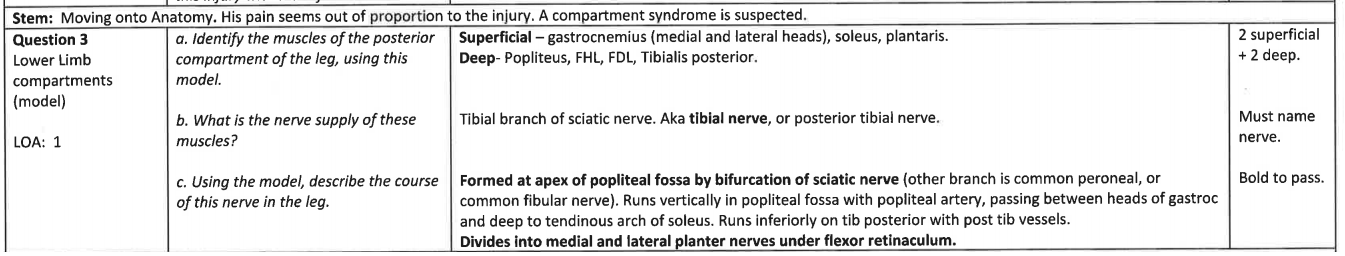 Stem: Moving onto Anatomy. His pain seems out of proportion to the injury. A compartment syndrome is suspected.
Question 3
Lower Limb
compartments
(model)
LOA: 1
a. Identify the muscles of the posterior
compartment of the leg, using this
model.
Superficial – gastrocnemius (medial and lateral heads), soleus, plantaris.
Deep- Popliteus, FHL, FDL, Tibialis posterior.
2 superficial
+ 2 deep.
b. What is the nerve supply of these
muscles?
Tibial branch of sciatic nerve. Aka tibial nerve, or posterior tibial nerve.
Must name
nerve.
c. Using the model, describe the course
of this nerve in the leg.
Formed at apex of popliteal fossa by bifurcation of sciatic nerve (other branch is common peroneal, or
common fibular nerve). Runs vertically in popliteal fossa with popliteal artery, passing between heads of gastroc
and deep to tendinous arch of soleus. Runs inferiorly on tib posterior with post tib vessels.
Divides into medial and lateral planter nerves under flexor retinaculum.
Bold to pass.